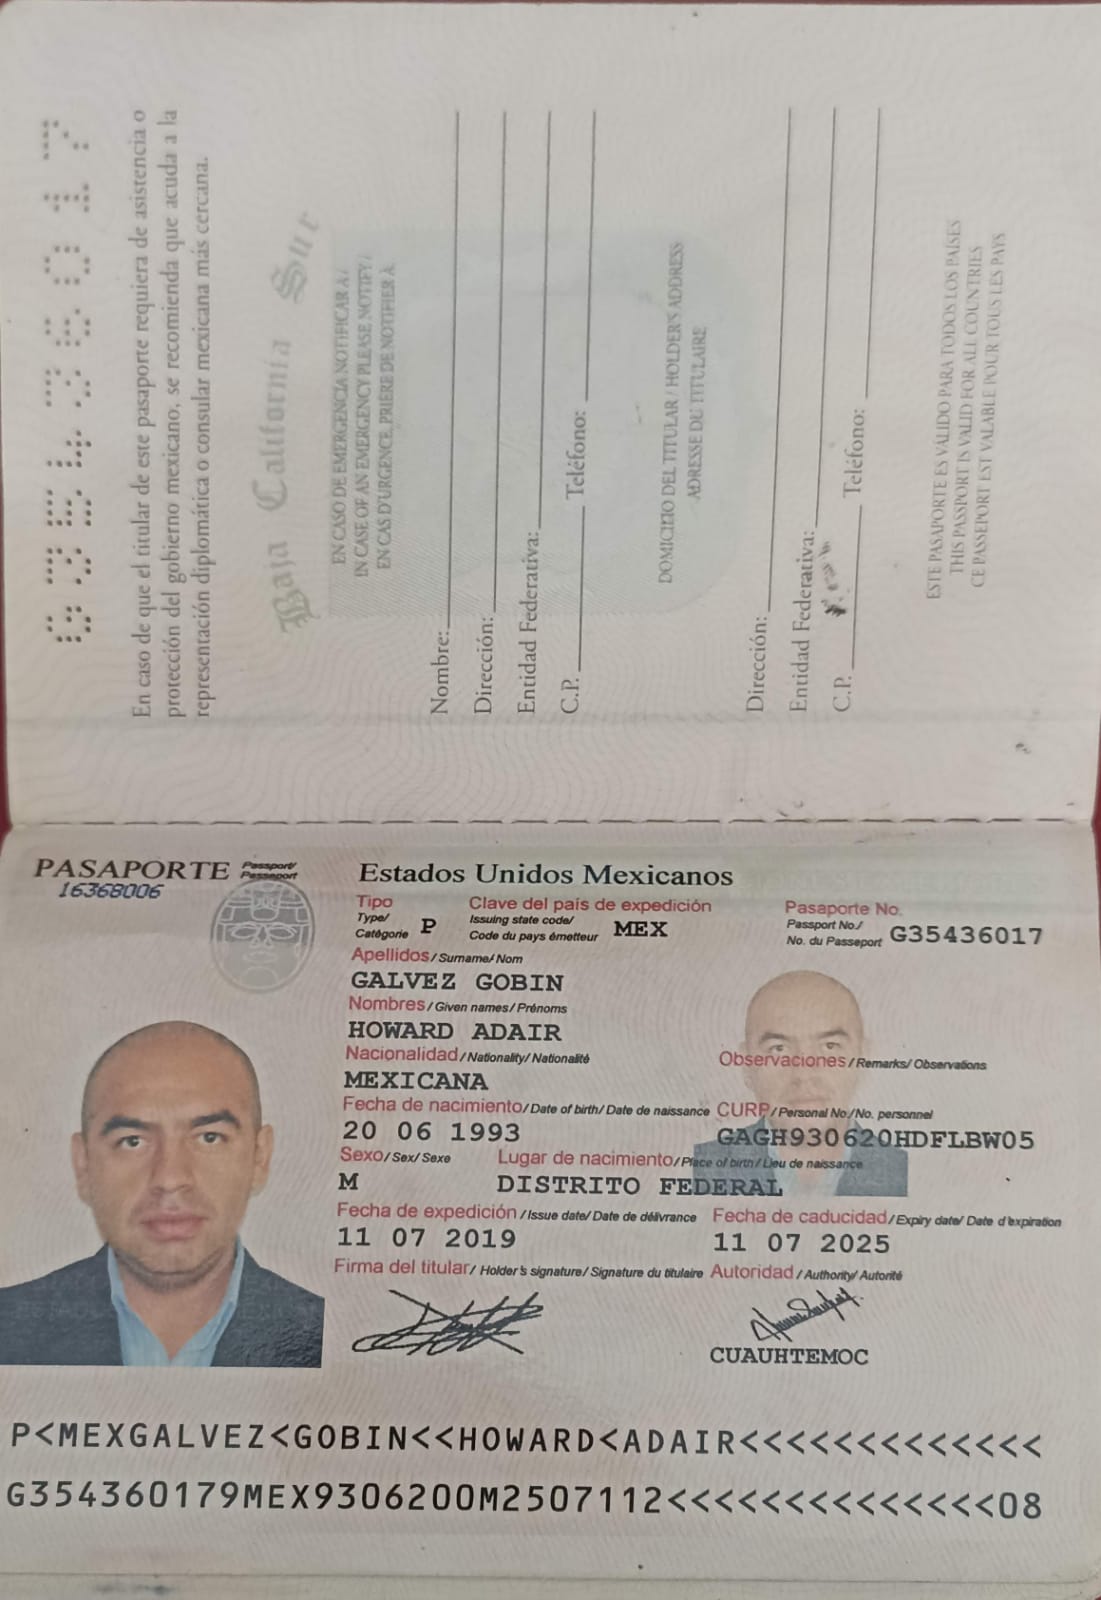 G35436017
En caso de que el titular de este pasaporte requiera de asistencia o
protección del gobierno mexicano, se recomienda que acuda a la
representación diplomática o consular mexicana más cercana.
Baja California Sur
EN CASO DE EMERGENCIA NOTIFICAR A /
IN CASE OF AN EMERGENCY PLEASE NOTIFY /
EN CAS D'URGENCE, PRIÈRE DE NOTIFIER À
Nombre:
Dirección:
Entidad Federativa:
C.P. Teléfono:
DOMICILIO DEL TITULAR / HOLDER'S ADDRESS
ADRESSE DU TITULAIRE
Dirección:
Entidad Federativa:
C.P. Teléfono:
ESTE PASAPORTE ES VÁLIDO PARA TODOS LOS PAÍSES
THIS PASSPORT IS VALID FOR ALL COUNTRIES
CE PASSEPORT EST VALABLE POUR TOUS LES PAYS
PASAPORTE Passport/ Passeport
16368006
Estados Unidos Mexicanos
Tipo Clave del país de expedición Pasaporte No.
Type/ Issuing state code/ Passport No./
Catégorie P Code du pays émetteur MEX No. du Passeport G35436017
Apellidos / Surname / Nom
GALVEZ GOBIN
Nombres / Given names / Prénoms
HOWARD ADAIR
Nacionalidad / Nationality / Nationalité Observaciones / Remarks / Observations
MEXICANA
Fecha de nacimiento / Date of birth / Date de naissance CURP / Personal No. / No. personnel
20 06 1993 GAGH930620HDFLBW05
Sexo / Sex / Sexe Lugar de nacimiento / Place of birth / Lieu de naissance
M DISTRITO FEDERAL
Fecha de expedición / Issue date / Date de délivrance Fecha de caducidad / Expiry date / Date d'expiration
11 07 2019 11 07 2025
Firma del titular / Holder's signature / Signature du titulaire Autoridad / Authority / Autorité
CUAUHTEMOC
P<MEXGALVEZ<GOBIN<<HOWARD<ADAIR<<<<<<<<<<<<<
G354360179MEX9306200M2507112<<<<<<<<<<<<<<08